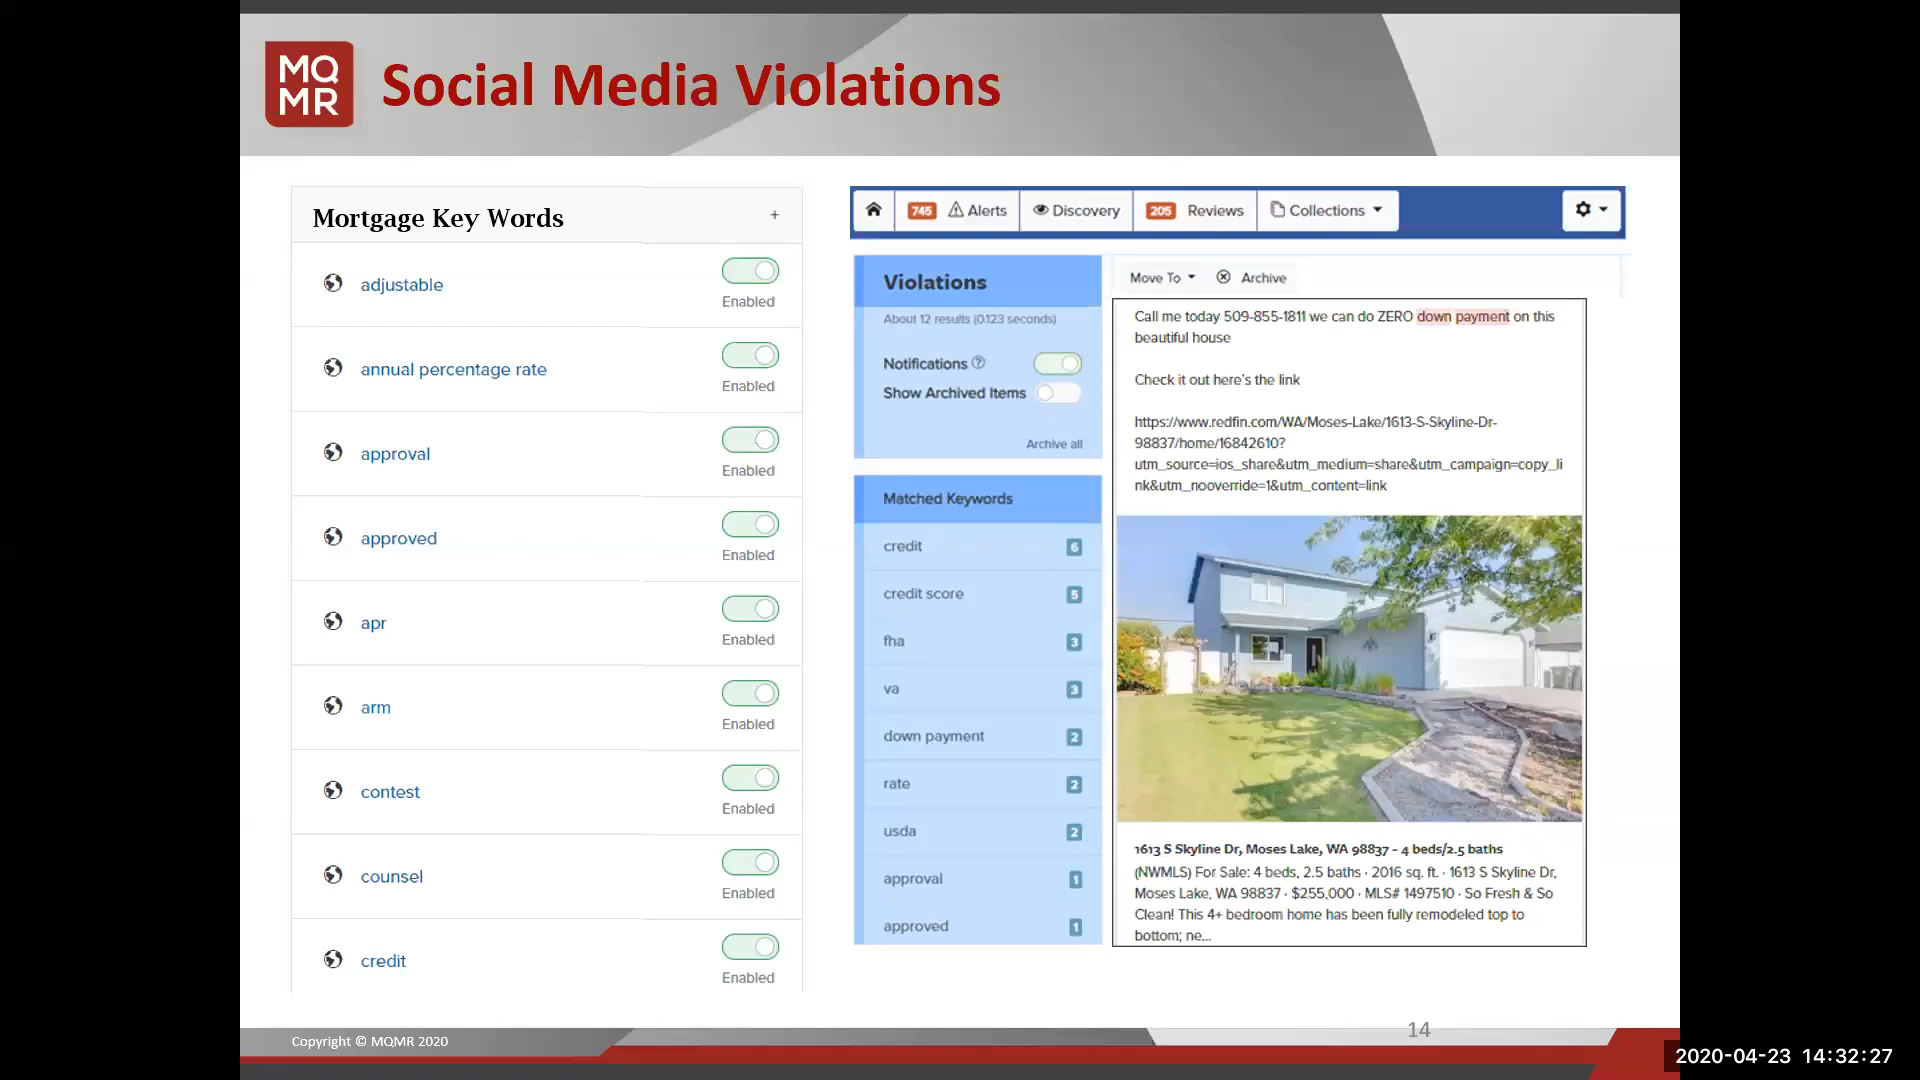 MQ
MR
Social Media Violations
Mortgage Key Words
+
adjustable
Enabled
annual percentage rate
Enabled
approval
Enabled
approved
Enabled
apr
Enabled
arm
Enabled
contest
Enabled
counsel
Enabled
credit
Enabled
745 Alerts
Discovery
205 Reviews
Collections
Violations
About 12 results (0.123 seconds)
Notifications
Show Archived Items
Archive all
Matched Keywords
credit 6
credit score 5
fha 3
va 3
down payment 2
rate 2
usda 2
approval 1
approved 1
Move To
Archive
Call me today 509-855-1811 we can do ZERO down payment on this
beautiful house
Check it out here's the link
https://www.redfin.com/WA/Moses-Lake/1613-S-Skyline-Dr-
98837/home/16842610?
utm_source=ios_share&utm_medium=share&utm_campaign=copy_li
nk&utm_nooverride=1&utm_content=link
1613 S Skyline Dr, Moses Lake, WA 98837 - 4 beds/2.5 baths
(NWMLS) For Sale: 4 beds, 2.5 baths · 2016 sq. ft. · 1613 S Skyline Dr,
Moses Lake, WA 98837 · $255,000 · MLS# 1497510 · So Fresh & So
Clean! This 4+ bedroom home has been fully remodeled top to
bottom; ne...
14
Copyright © MQMR 2020
2020-04-23 14:32:27